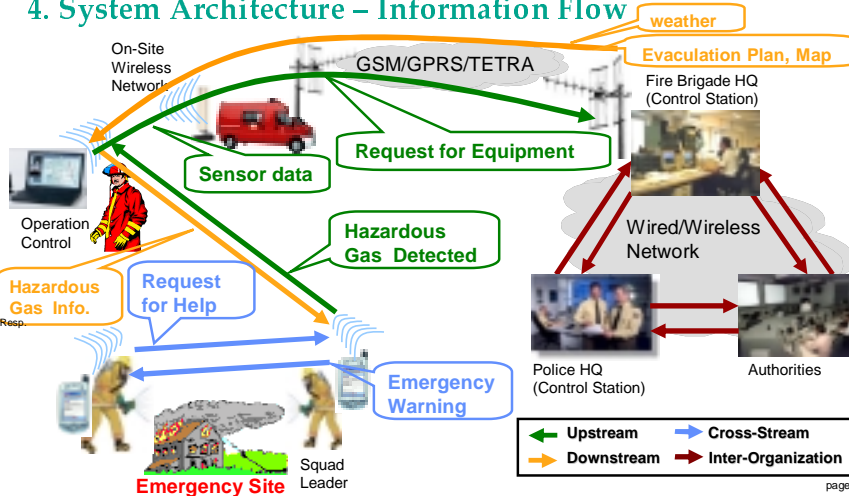 4. System Architecture – Information Flow
weather
Evaculation Plan, Map
On-Site
Wireless
Network
GSM/GPRS/TETRA
Fire Brigade HQ
(Control Station)
Request for Equipment
Sensor data
Operation
Control
Hazardous
Gas Detected
Wired/Wireless
Network
Hazardous
Gas Info.
Resp.
Request
for Help
Police HQ
(Control Station)
Authorities
Emergency
Warning
Squad
Leader
Emergency Site
Upstream
Cross-Stream
Downstream
Inter-Organization
page